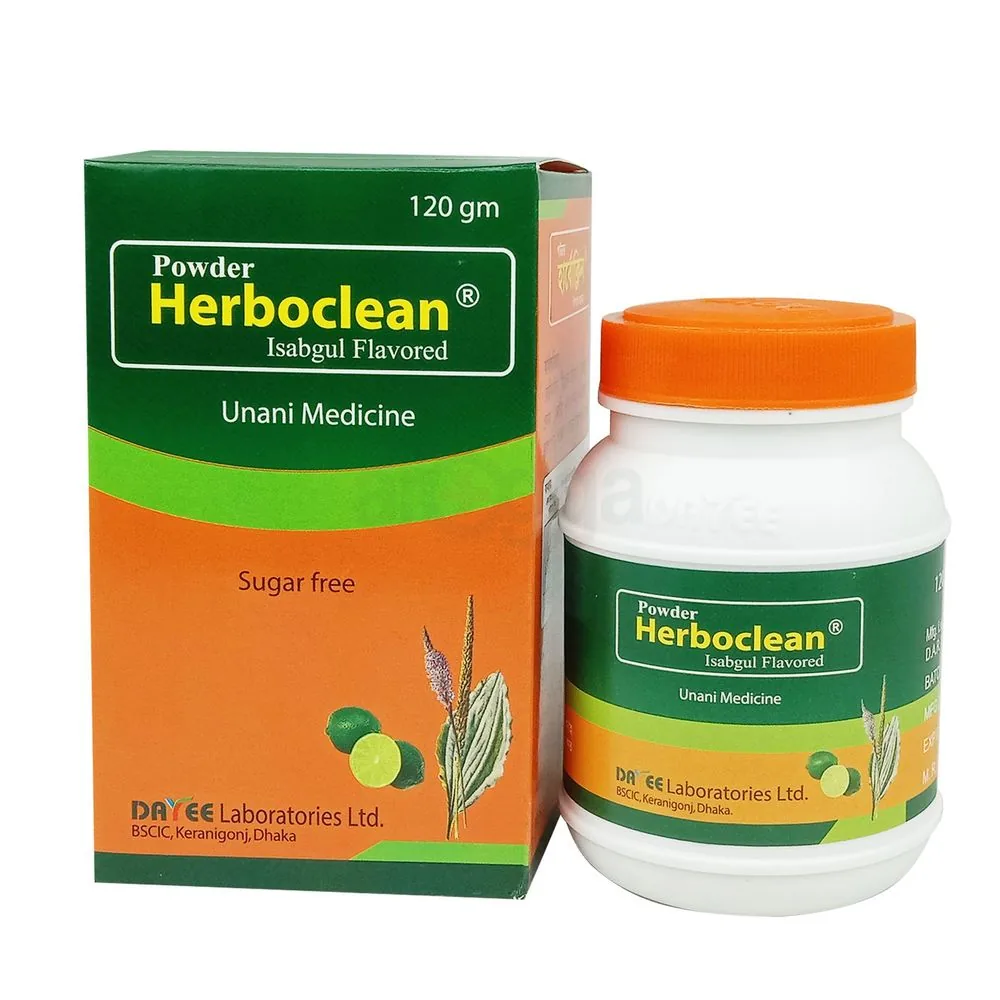 120 gm
Powder
Herboclean®
Isabgul Flavored
Unani Medicine
Sugar free
DAYEE Laboratories Ltd.
BSCIC, Keranigonj, Dhaka
DAYEE
Powder
Herboclean®
Isabgul Flavored
Unani Medicine
DAYEE Laboratories Ltd.
BSCIC, Keranigonj, Dhaka.